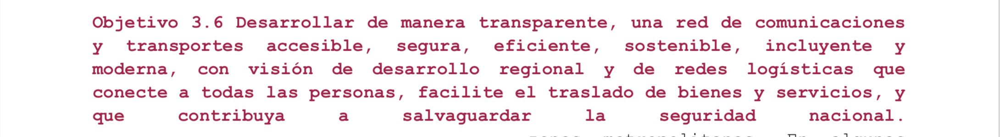 Objetivo 3.6 Desarrollar de manera transparente, una red de comunicaciones
y transportes accesible, segura, eficiente, sostenible, incluyente y
moderna, con visión de desarrollo regional y de redes logísticas que
conecte a todas las personas, facilite el traslado de bienes y servicios, y
que contribuya a salvaguardar la seguridad nacional.